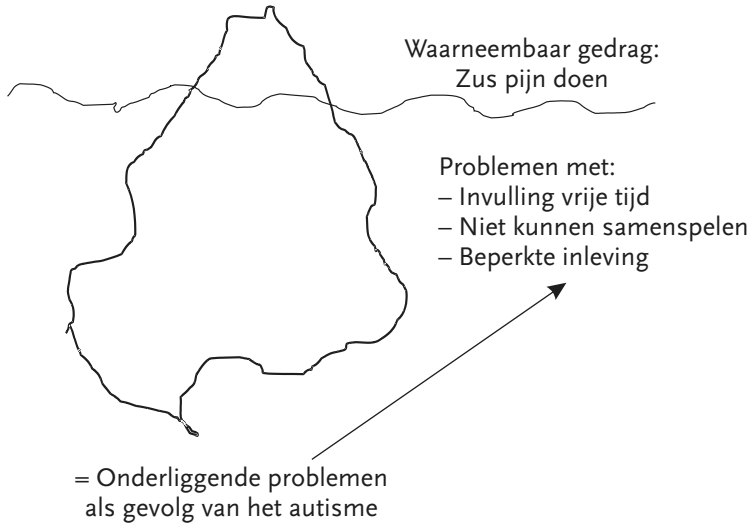 Waarneembaar gedrag:
Zus pijn doen
Problemen met:
– Invulling vrije tijd
– Niet kunnen samenspelen
– Beperkte inleving
= Onderliggende problemen
als gevolg van het autisme